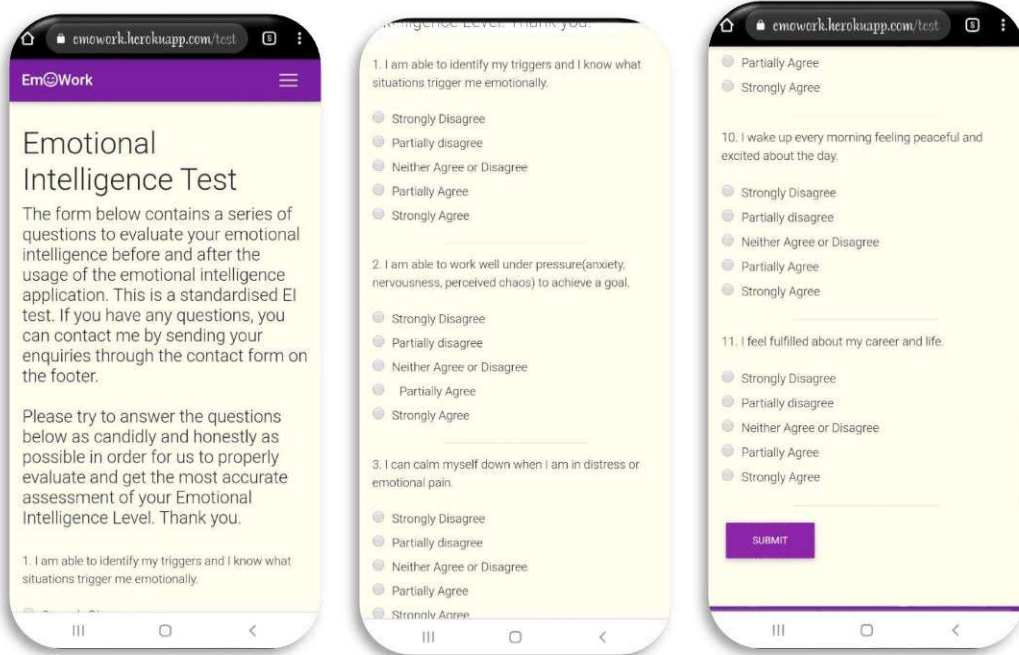 emowork.herokuapp.com/test
Em☺Work
Emotional
Intelligence Test
The form below contains a series of
questions to evaluate your emotional
intelligence before and after the
usage of the emotional intelligence
application. This is a standardised EI
test. If you have any questions, you
can contact me by sending your
enquiries through the contact form on
the footer.
Please try to answer the questions
below as candidly and honestly as
possible in order for us to properly
evaluate and get the most accurate
assessment of your Emotional
Intelligence Level. Thank you.
1. I am able to identify my triggers and I know what
situations trigger me emotionally.
Intelligence Level. Thank you.
1. I am able to identify my triggers and I know what
situations trigger me emotionally.
Strongly Disagree
Partially disagree
Neither Agree or Disagree
Partially Agree
Strongly Agree
2. I am able to work well under pressure(anxiety,
nervousness, perceived chaos) to achieve a goal.
Strongly Disagree
Partially disagree
Neither Agree or Disagree
Partially Agree
Strongly Agree
3. I can calm myself down when I am in distress or
emotional pain.
Strongly Disagree
Partially disagree
Neither Agree or Disagree
Partially Agree
Strongly Agree
emowork.herokuapp.com/test
Partially Agree
Strongly Agree
10. I wake up every morning feeling peaceful and
excited about the day.
Strongly Disagree
Partially disagree
Neither Agree or Disagree
Partially Agree
Strongly Agree
11. I feel fulfilled about my career and life.
Strongly Disagree
Partially disagree
Neither Agree or Disagree
Partially Agree
Strongly Agree
SUBMIT